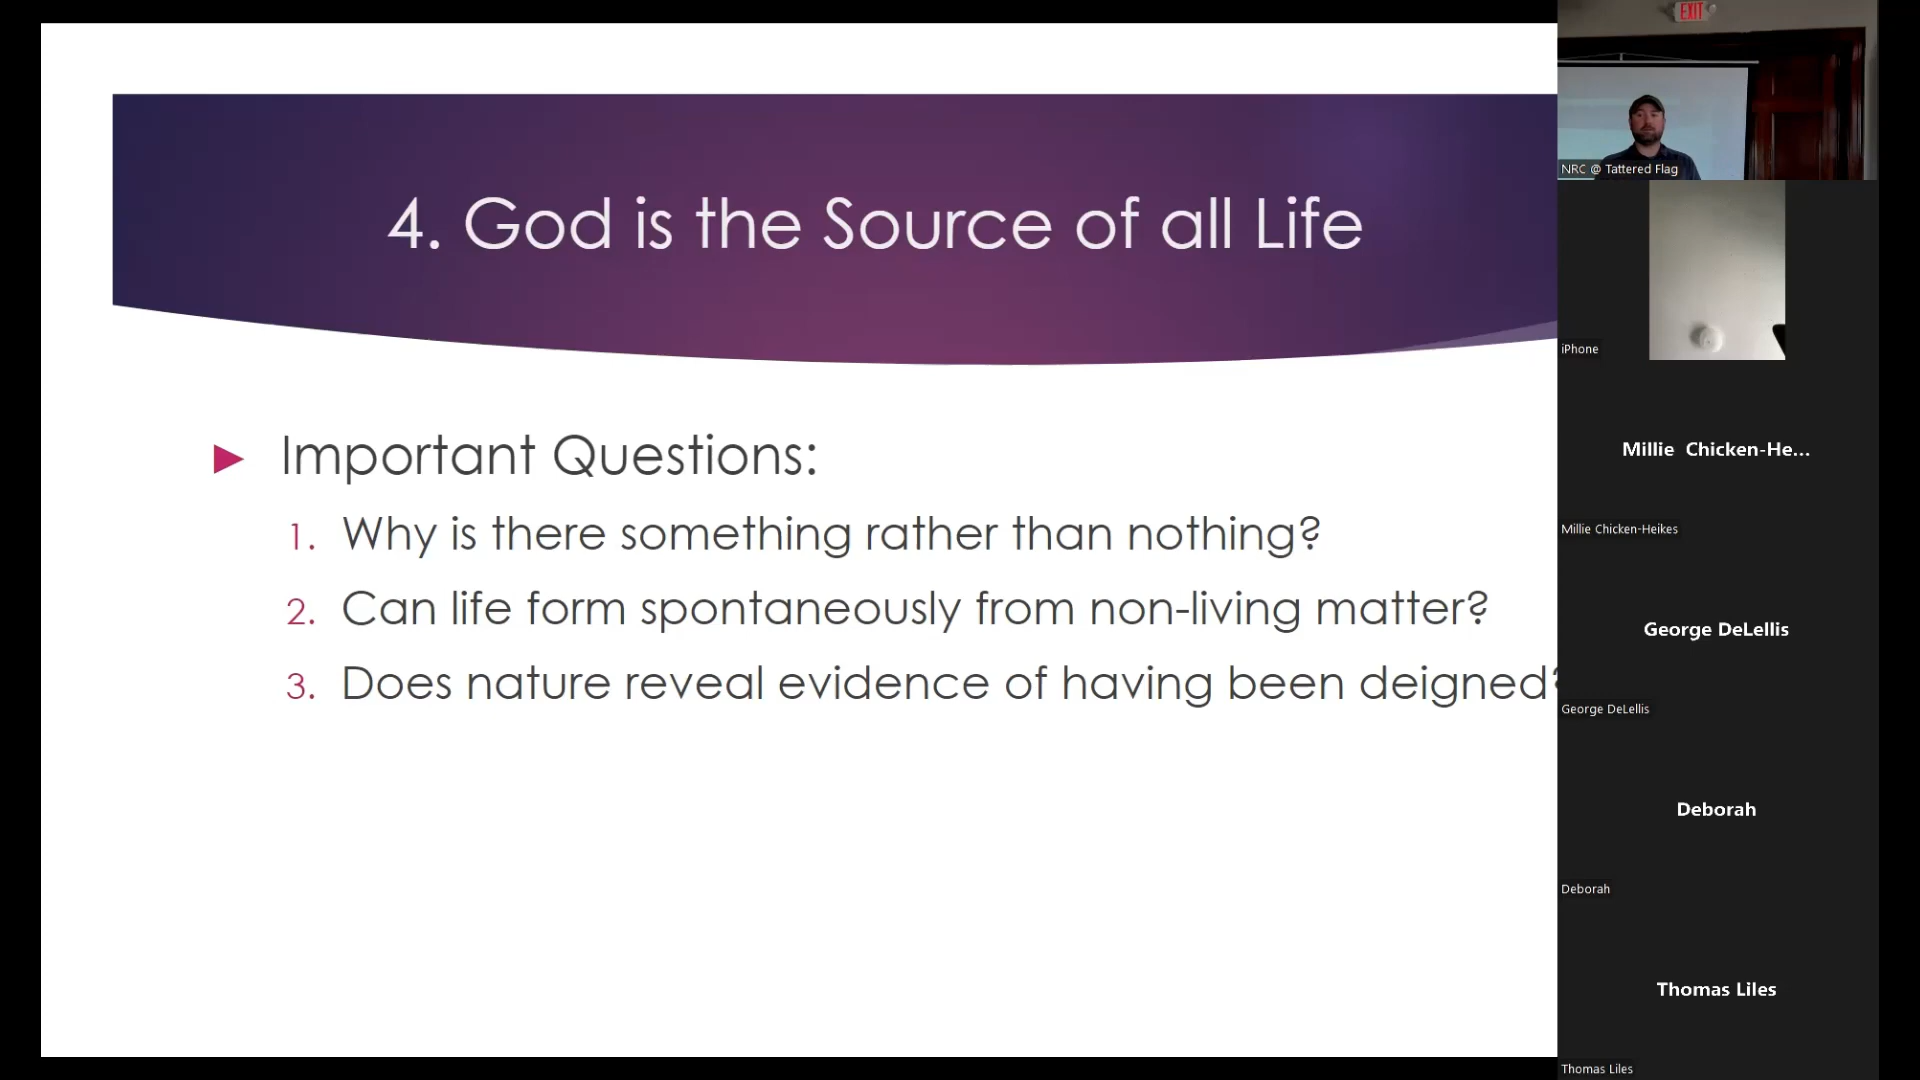 4. God is the Source of all Life
Important Questions:
1. Why is there something rather than nothing?
2. Can life form spontaneously from non-living matter?
3. Does nature reveal evidence of having been deigned?
EXIT
NRC @ Tattered Flag
iPhone
Millie Chicken-He...
Millie Chicken-Heikes
George DeLellis
George DeLellis
Deborah
Deborah
Thomas Liles
Thomas Liles